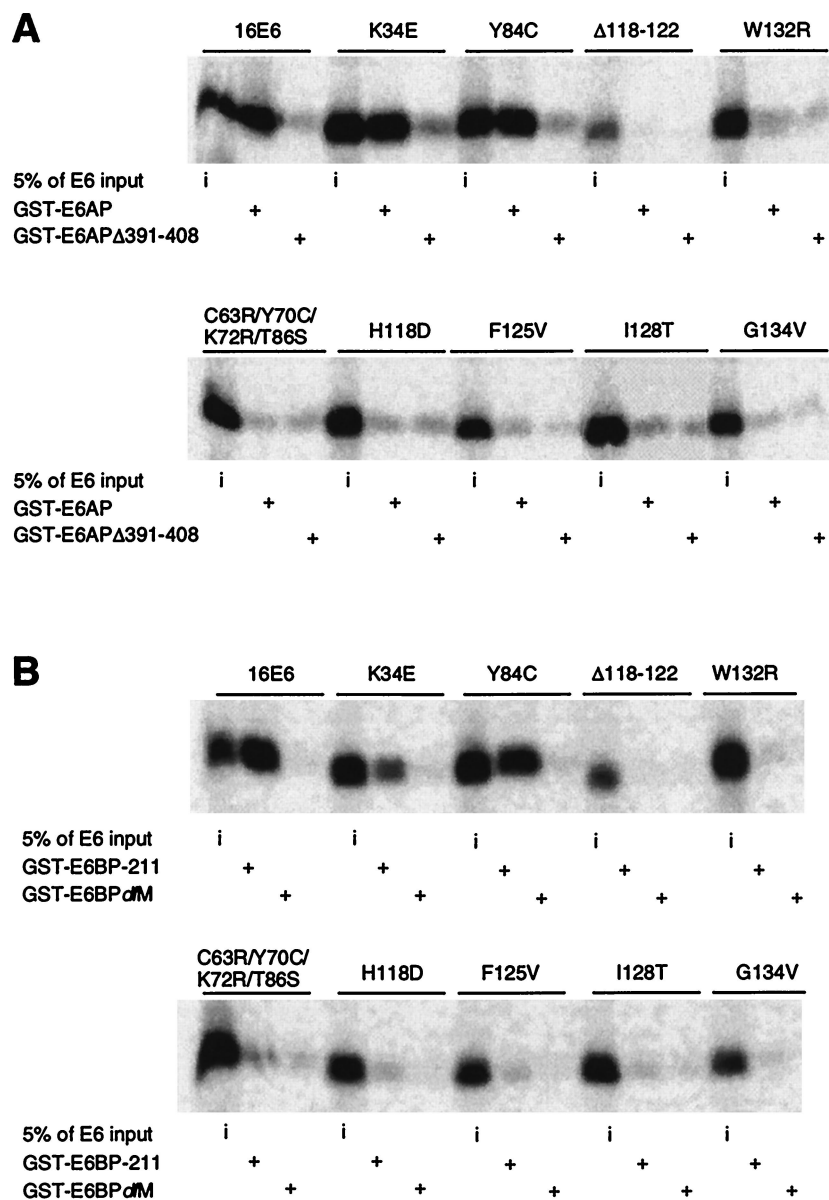 A
16E6 K34E Y84C Δ118-122 W132R
5% of E6 input i i i i i
GST-E6AP + + + + +
GST-E6APΔ391-408 + + + + +
C63R/Y70C/
K72R/T86S H118D F125V I128T G134V
5% of E6 input i i i i i
GST-E6AP + + + + +
GST-E6APΔ391-408 + + + + +
B
16E6 K34E Y84C Δ118-122 W132R
5% of E6 input i i i i i
GST-E6BP-211 + + + + +
GST-E6BPdfM + + + + +
C63R/Y70C/
K72R/T86S H118D F125V I128T G134V
5% of E6 input i i i i i
GST-E6BP-211 + + + + +
GST-E6BPdfM + + + + +